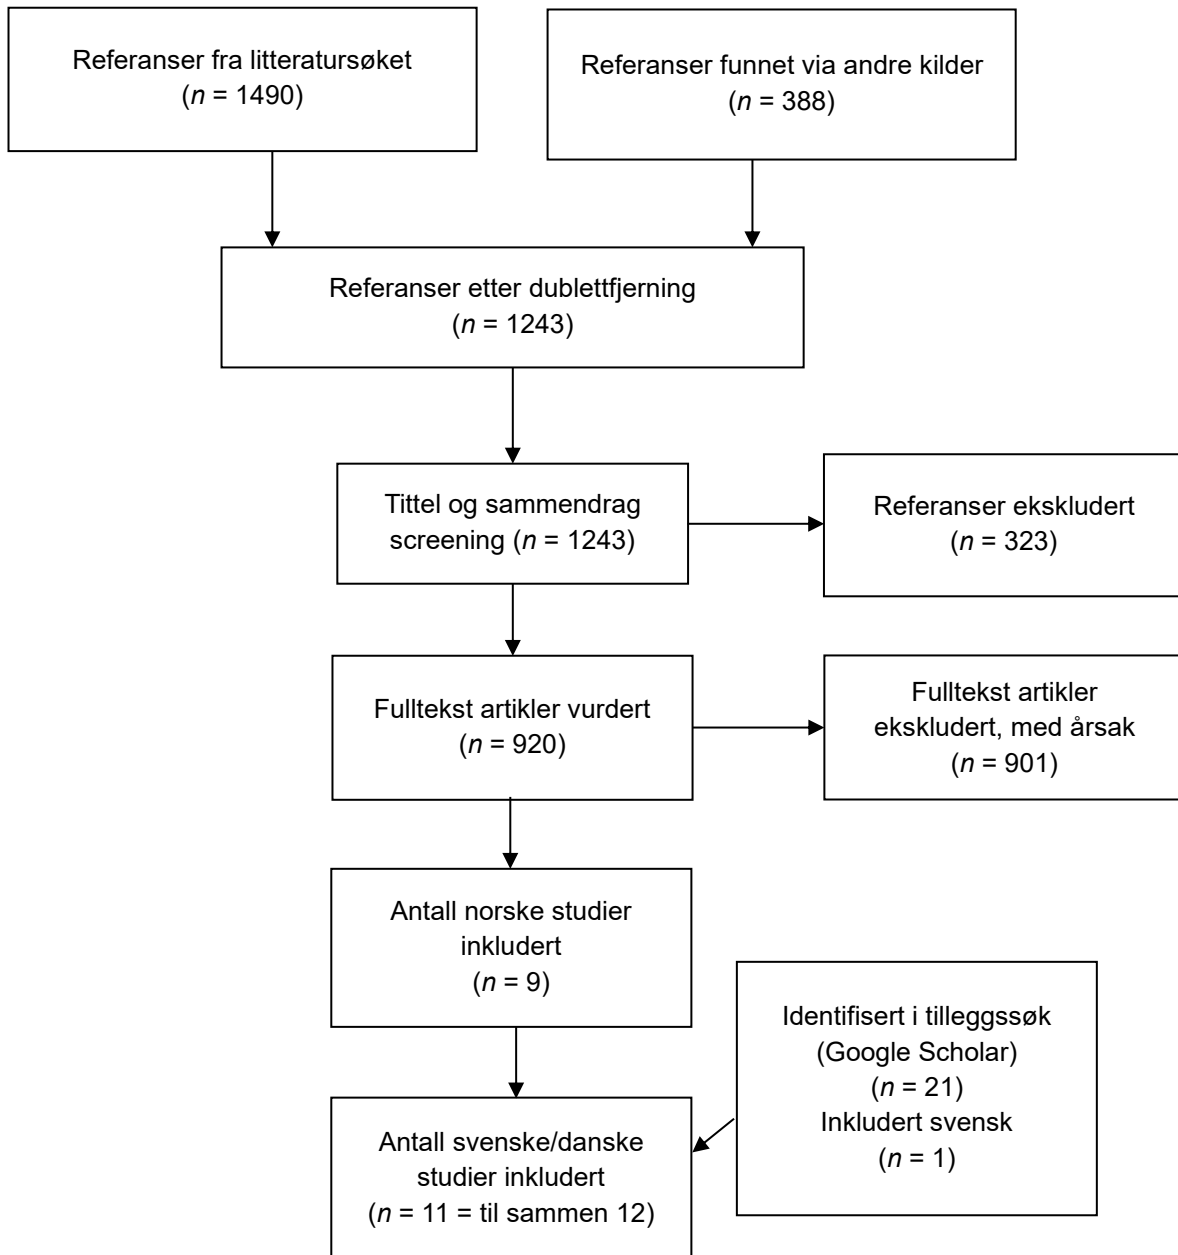 Referanser fra litteratursøket
(n = 1490)
Referanser funnet via andre kilder
(n = 388)
Referanser etter dublettfjerning
(n = 1243)
Tittel og sammendrag
screening (n = 1243)
Referanser ekskludert
(n = 323)
Fulltekst artikler vurdert
(n = 920)
Fulltekst artikler
ekskludert, med årsak
(n = 901)
Antall norske studier
inkludert
(n = 9)
Identifisert i tilleggssøk
(Google Scholar)
(n = 21)
Inkludert svensk
(n = 1)
Antall svenske/danske
studier inkludert
(n = 11 = til sammen 12)